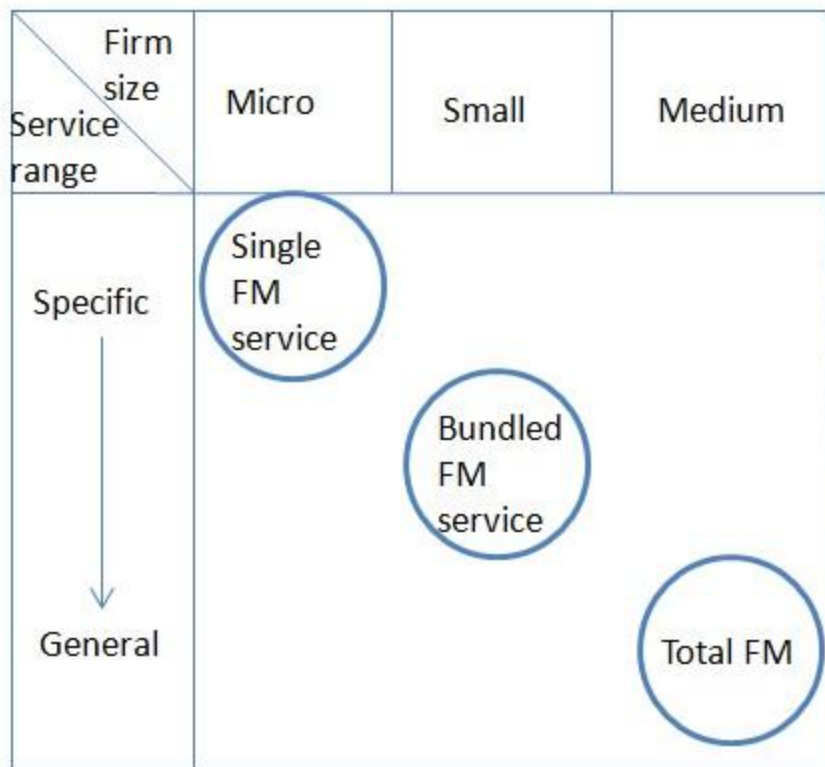 Firm
size
Service
range
Micro
Small
Medium
Specific
General
Single
FM
service
Bundled
FM
service
Total FM